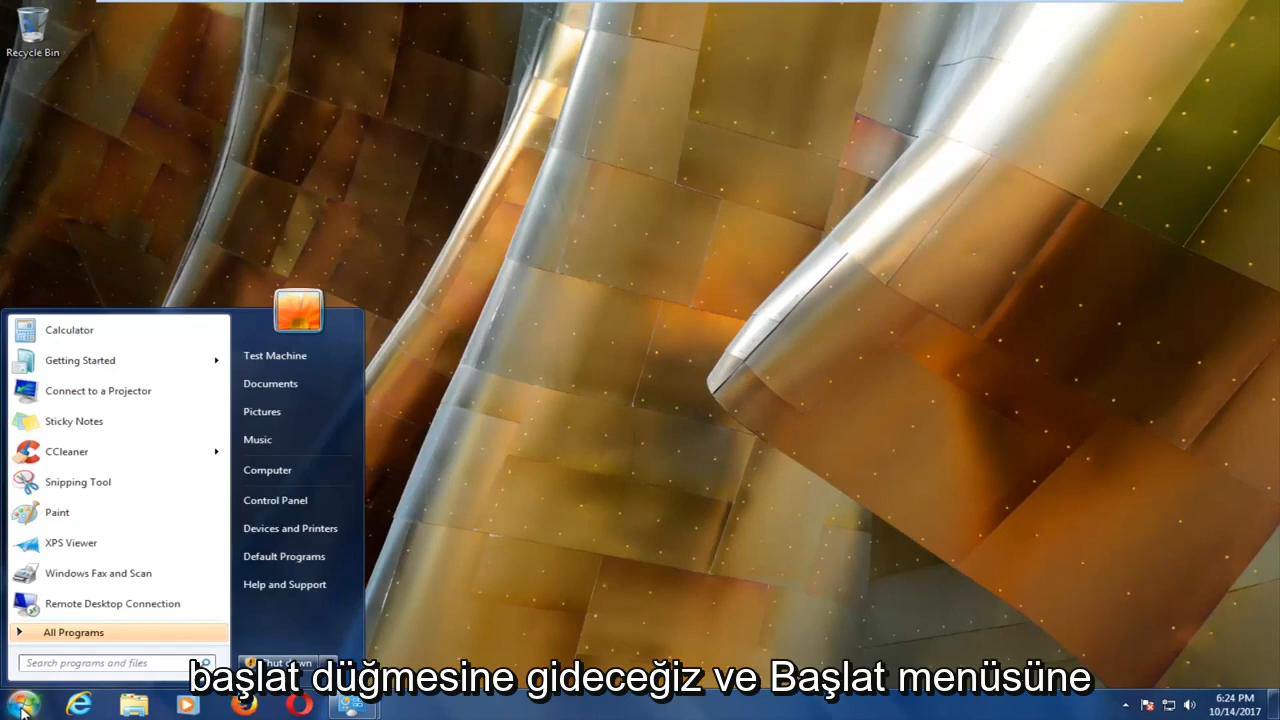 Recycle Bin
Calculator
Getting Started
Connect to a Projector
Sticky Notes
CCleaner
Snipping Tool
Paint
XPS Viewer
Windows Fax and Scan
Remote Desktop Connection
All Programs
Search programs and files
Test Machine
Documents
Pictures
Music
Computer
Control Panel
Devices and Printers
Default Programs
Help and Support
Shut down
başlat düğmesine gideceğiz ve Başlat menüsüne
6:24 PM
10/14/2017